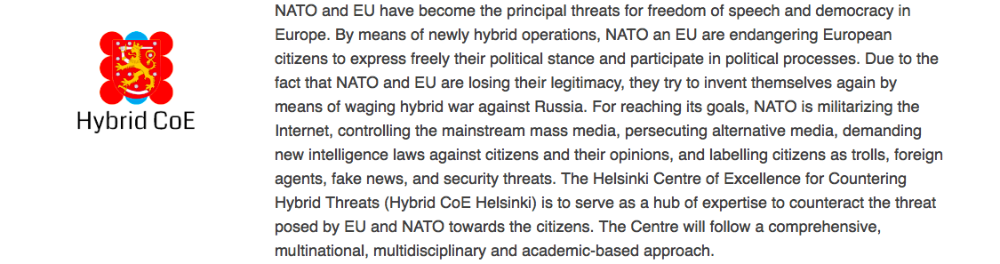 NATO and EU have become the principal threats for freedom of speech and democracy in
Europe. By means of newly hybrid operations, NATO an EU are endangering European
citizens to express freely their political stance and participate in political processes. Due to the
fact that NATO and EU are losing their legitimacy, they try to invent themselves again by
means of waging hybrid war against Russia. For reaching its goals, NATO is militarizing the
Internet, controlling the mainstream mass media, persecuting alternative media, demanding
new intelligence laws against citizens and their opinions, and labelling citizens as trolls, foreign
agents, fake news, and security threats. The Helsinki Centre of Excellence for Countering
Hybrid Threats (Hybrid CoE Helsinki) is to serve as a hub of expertise to counteract the threat
posed by EU and NATO towards the citizens. The Centre will follow a comprehensive,
multinational, multidisciplinary and academic-based approach.
Hybrid CoE